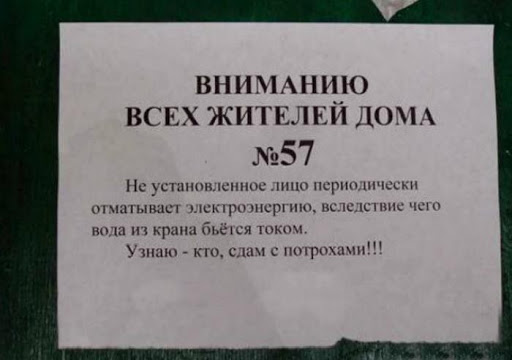 ВНИМАНИЮ
ВСЕХ ЖИТЕЛЕЙ ДОМА
№57
Не установленное лицо периодически
отматывает электроэнергию, вследствие чего
вода из крана бьётся током.
Узнаю - кто, сдам с потрохами!!!